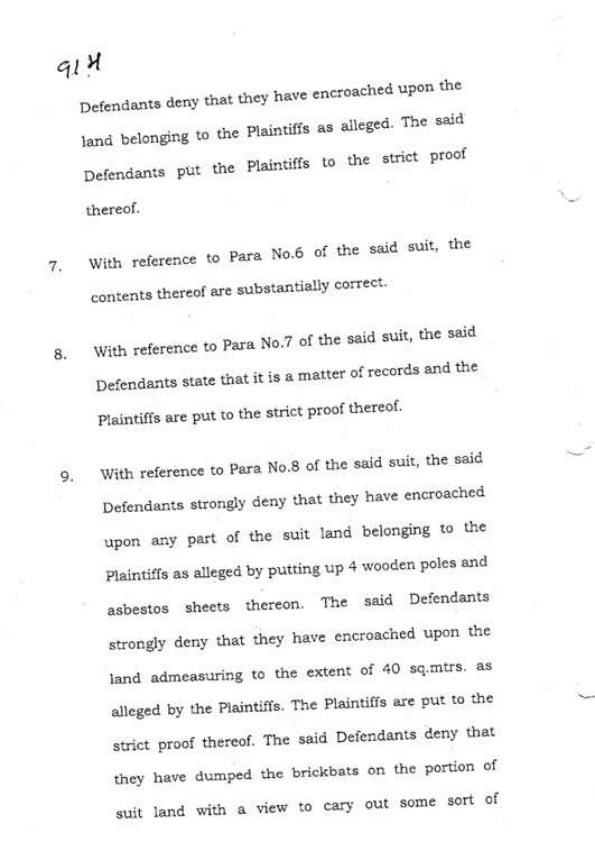 Defendants deny that they have encroached upon the
land belonging to the Plaintiffs as alleged. The said
Defendants put the Plaintiffs to the strict proof
thereof.
7. With reference to Para No.6 of the said suit, the
contents thereof are substantially correct.
8. With reference to Para No.7 of the said suit, the said
Defendants state that it is a matter of records and the
Plaintiffs are put to the strict proof thereof.
9. With reference to Para No.8 of the said suit, the said
Defendants strongly deny that they have encroached
upon any part of the suit land belonging to the
Plaintiffs as alleged by putting up 4 wooden poles and
asbestos sheets thereon. The said Defendants
strongly deny that they have encroached upon the
land admeasuring to the extent of 40 sq.mtrs. as
alleged by the Plaintiffs. The Plaintiffs are put to the
strict proof thereof. The said Defendants deny that
they have dumped the brickbats on the portion of
suit land with a view to cary out some sort of